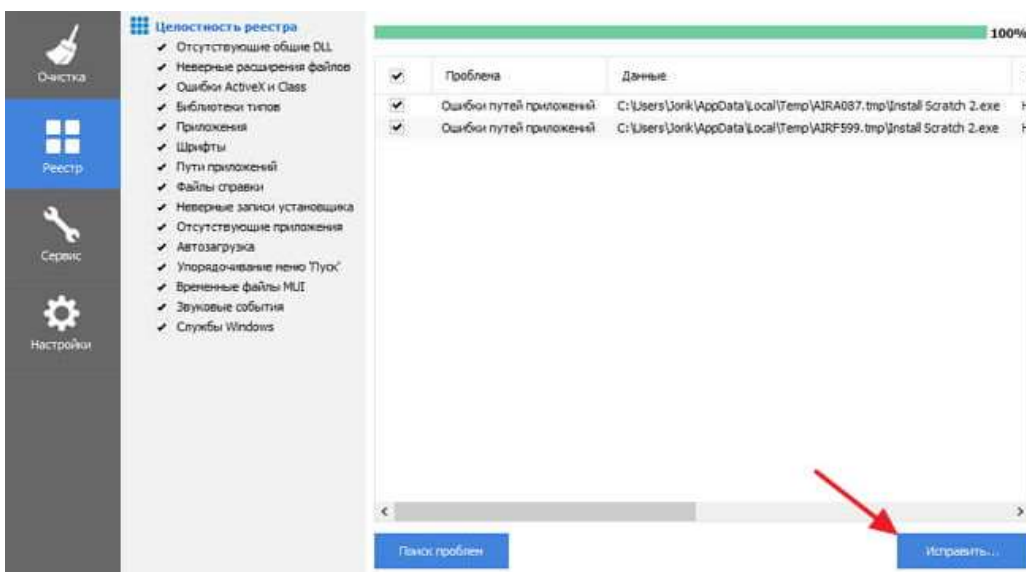 Очистка
Реестр
Сервис
Настройки
Целостность реестра
Отсутствующие общие DLL
Неверные расширения файлов
Ошибки ActiveX и Class
Библиотеки типов
Приложения
Шрифты
Пути приложений
Файлы справки
Неверные записи установщика
Отсутствующие приложения
Автозагрузка
Упорядочивание меню 'Пуск'
Временные файлы MUI
Звуковые события
Службы Windows
100%
Проблема Данные
Ошибки путей приложений C:\Users\Jorik\AppData\Local\Temp\AIRA087.tmp\Install Scratch 2.exe
Ошибки путей приложений C:\Users\Jorik\AppData\Local\Temp\AIRF599.tmp\Install Scratch 2.exe
Поиск проблем Исправить...